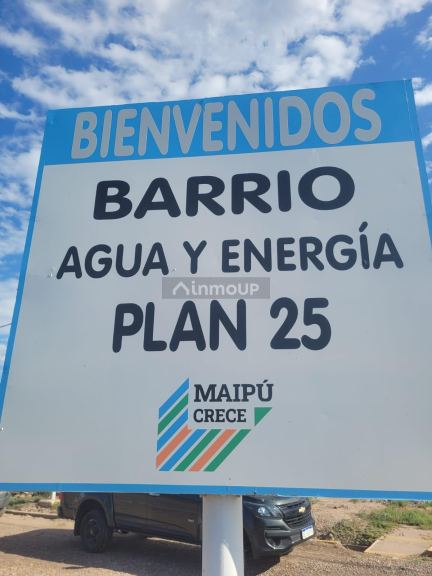 BIENVENIDOS
BARRIO
AGUA Y ENERGÍA
inmoUP
PLAN 25
MAIPÚ
CRECE